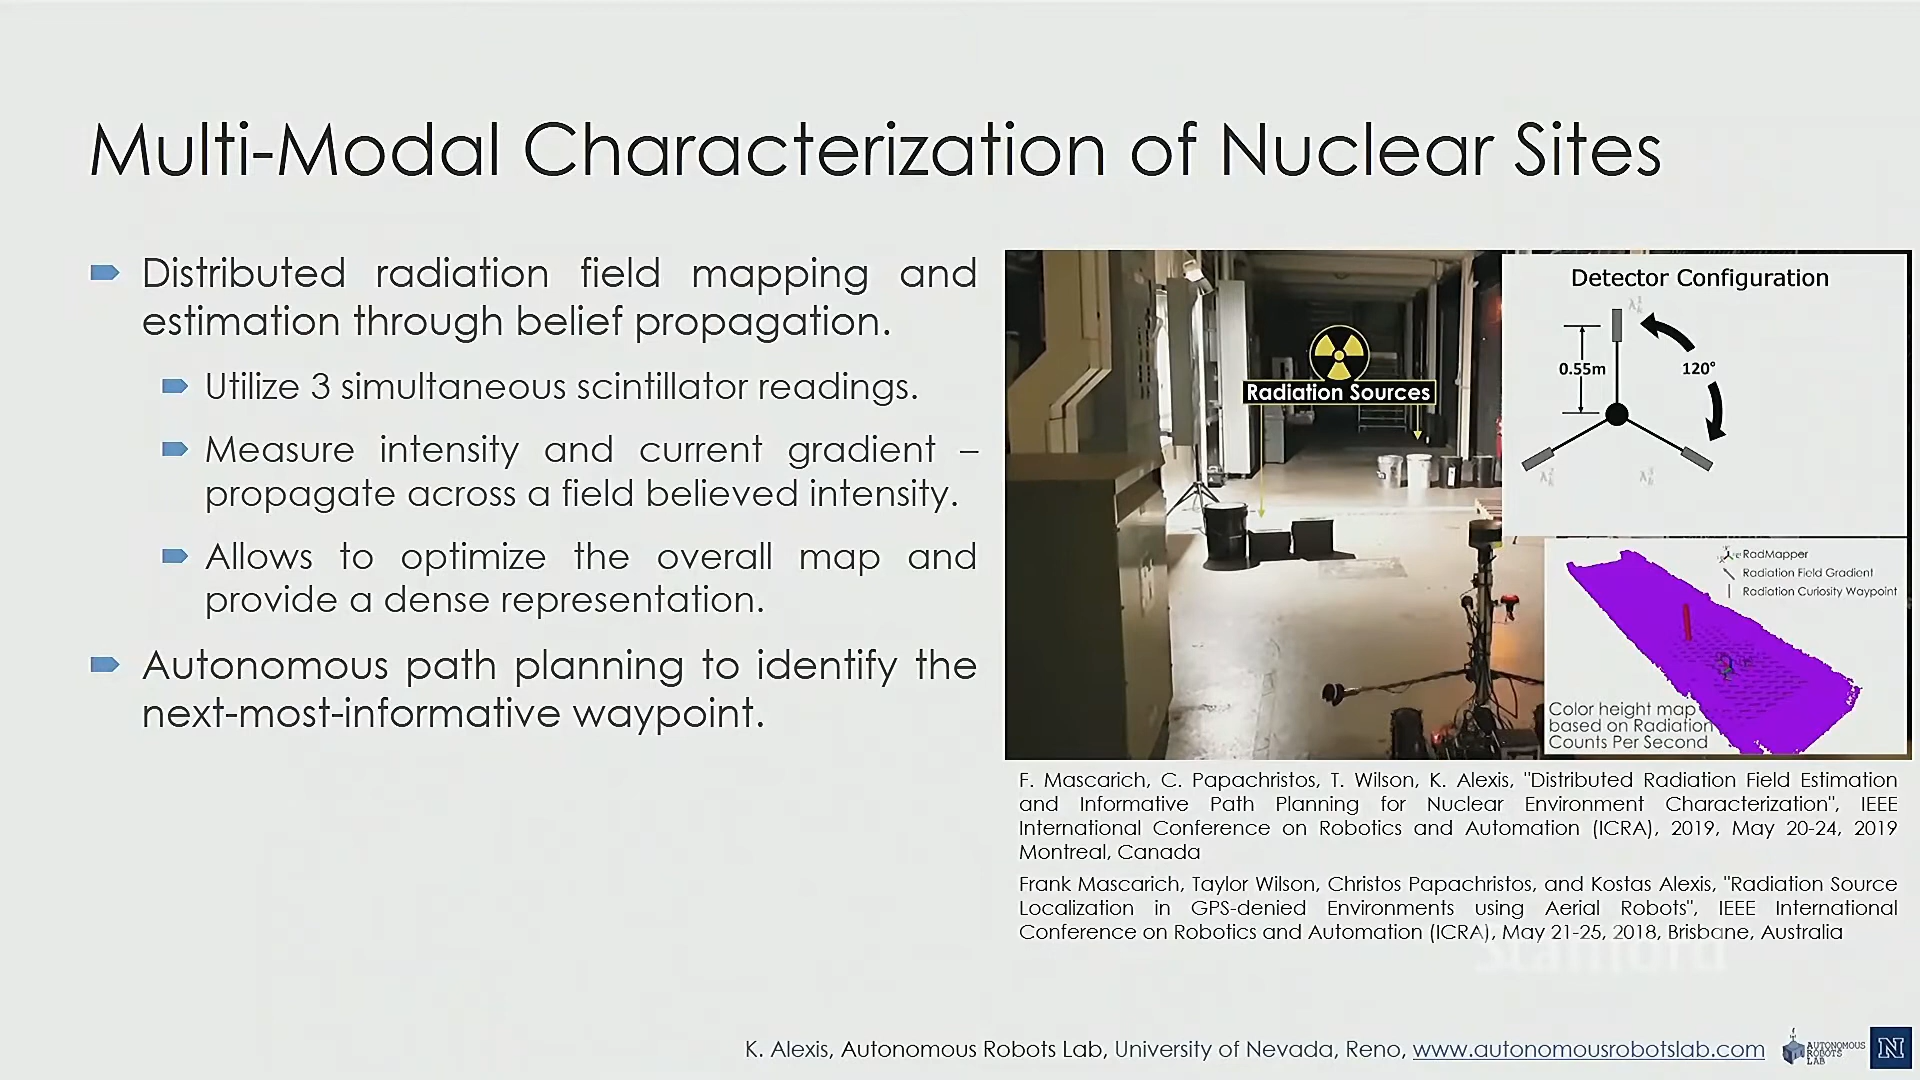 Multi-Modal Characterization of Nuclear Sites
Distributed radiation field mapping and
estimation through belief propagation.
Utilize 3 simultaneous scintillator readings.
Measure intensity and current gradient –
propagate across a field believed intensity.
Allows to optimize the overall map and
provide a dense representation.
Autonomous path planning to identify the
next-most-informative waypoint.
Radiation Sources
Detector Configuration
0.55m
120°
RadMapper
Radiation Field Gradient
Radiation Curiosity Waypoint
Color height map
based on Radiation
Counts Per Second
F. Mascarich, C. Papachristos, T. Wilson, K. Alexis, "Distributed Radiation Field Estimation
and Informative Path Planning for Nuclear Environment Characterization", IEEE
International Conference on Robotics and Automation (ICRA), 2019, May 20-24, 2019
Montreal, Canada
Frank Mascarich, Taylor Wilson, Christos Papachristos, and Kostas Alexis, "Radiation Source
Localization in GPS-denied Environments using Aerial Robots", IEEE International
Conference on Robotics and Automation (ICRA), May 21-25, 2018, Brisbane, Australia
Stanford
K. Alexis, Autonomous Robots Lab, University of Nevada, Reno, www.autonomousrobotslab.com
AUTONOMOUS
ROBOTS
LAB
N